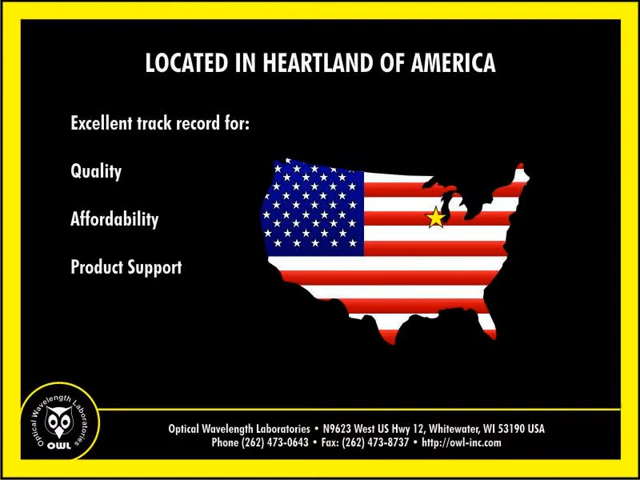 LOCATED IN HEARTLAND OF AMERICA
Excellent track record for:
Quality
Affordability
Product Support
Optical Wavelength Laboratories
OWL
Optical Wavelength Laboratories • N9623 West US Hwy 12, Whitewater, WI 53190 USA
Phone (262) 473-0643 • Fax: (262) 473-8737 • http://owl-inc.com